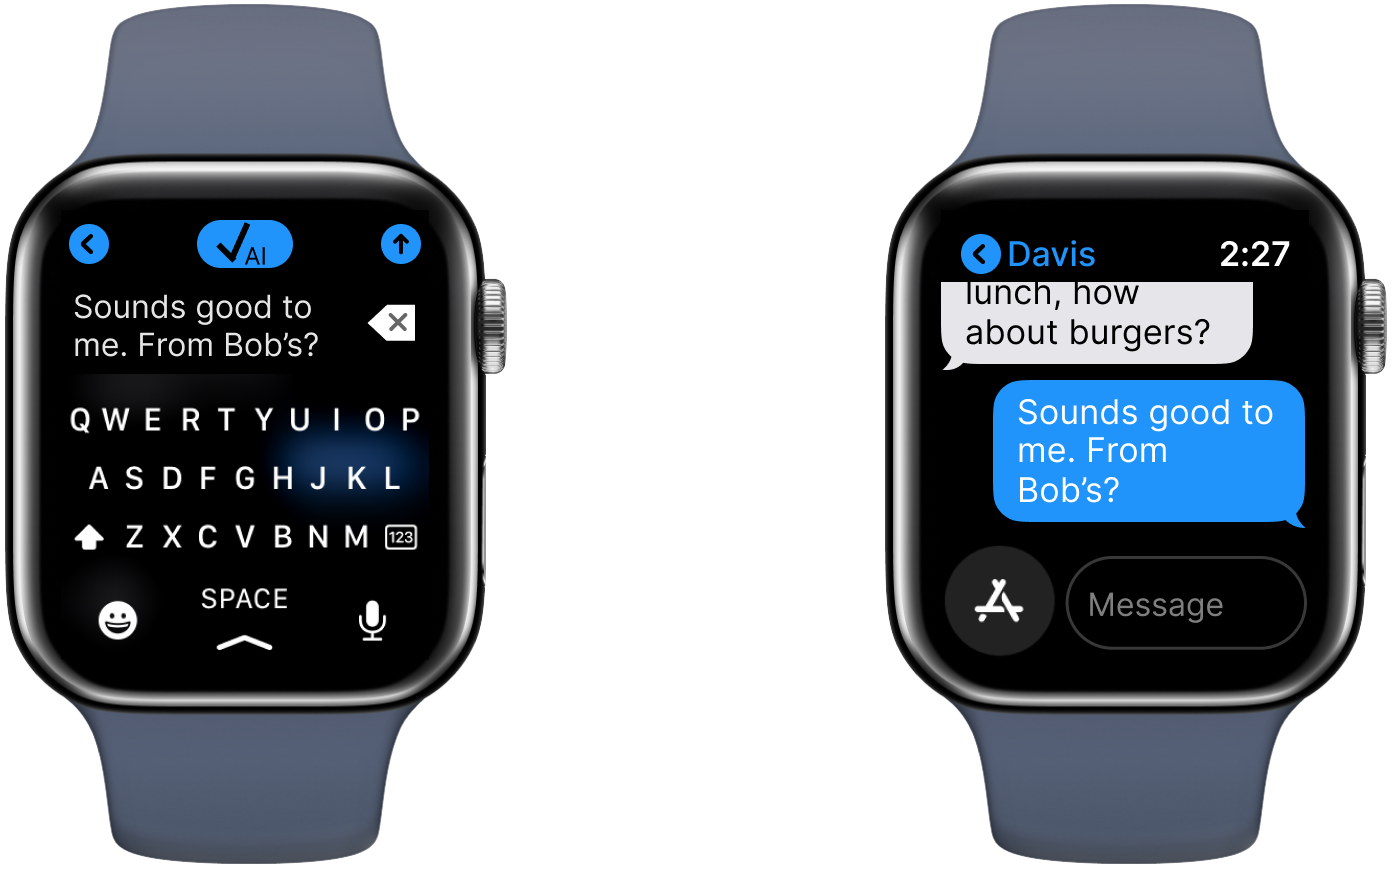 AI
Sounds good to
me. From Bob’s?
Q W E R T Y U I O P
A S D F G H J K L
Z X C V B N M 123
SPACE
Davis 2:27
lunch, how
about burgers?
Sounds good to
me. From
Bob’s?
Message